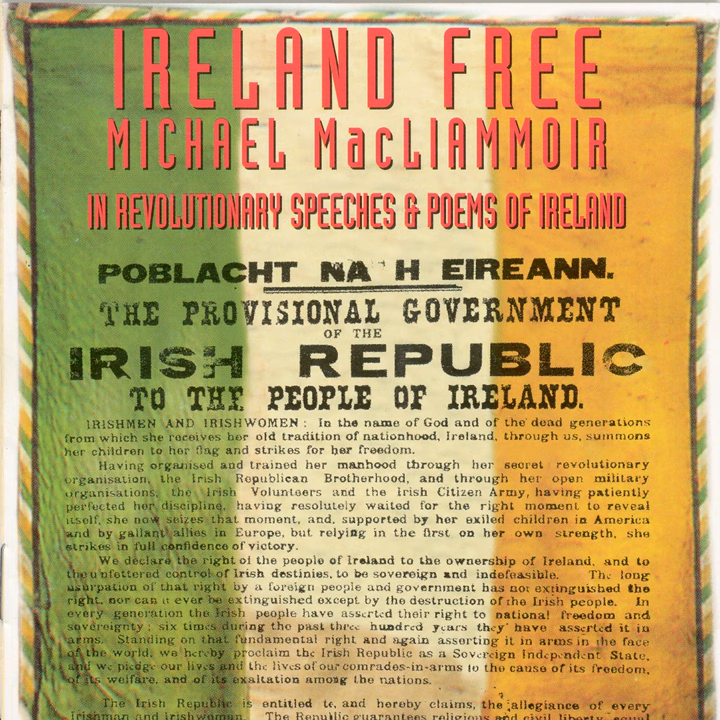 IRELAND FREE
MICHAEL MacLIAMMOIR
IN REVOLUTIONARY SPEECHES & POEMS OF IRELAND
POBLACHT NA H EIREANN.
THE PROVISIONAL GOVERNMENT
OF THE
IRISH REPUBLIC
TO THE PEOPLE OF IRELAND.
IRISHMEN AND IRISHWOMEN : In the name of God and of the dead generations
from which she receives her old tradition of nationhood, Ireland, through us, summons
her children to her flag and strikes for her freedom.
Having organised and trained her manhood through her secret revolutionary
organisation, the Irish Republican Brotherhood, and through her open military
organisations, the Irish Volunteers and the Irish Citizen Army, having patiently
perfected her discipline, having resolutely waited for the right moment to reveal
itself, she now seizes that moment, and, supported by her exiled children in America
and by gallant allies in Europe, but relying in the first on her own strength, she
strikes in full confidence of victory.
We declare the right of the people of Ireland to the ownership of Ireland, and to
the unfettered control of Irish destinies, to be sovereign and indefeasible. The long
usurpation of that right by a foreign people and government has not extinguished the
right, nor can it ever be extinguished except by the destruction of the Irish people. In
every generation the Irish people have asserted their right to national freedom and
sovereignty ; six times during the past three hundred years they have asserted it in
arms. Standing on that fundamental right and again asserting it in arms in the face
of the world, we hereby proclaim the Irish Republic as a Sovereign Independent State,
and we pledge our lives and the lives of our comrades-in-arms to the cause of its freedom,
of its welfare, and of its exaltation among the nations.
The Irish Republic is entitled to, and hereby claims, the allegiance of every
Irishman and Irishwoman. The Republic guarantees religious and civil liberty, equal